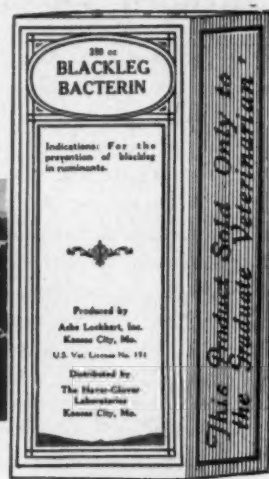 250 cc
BLACKLEG
BACTERIN
Indications: For the
prevention of blackleg
in ruminants.
Produced by
Ashe Lockhart, Inc.
Kansas City, Mo.
U.S. Vet. License No. 191
Distributed by
The Haver-Glover
Laboratories
Kansas City, Mo.
This Product Sold Only to
the Graduate Veterinarian